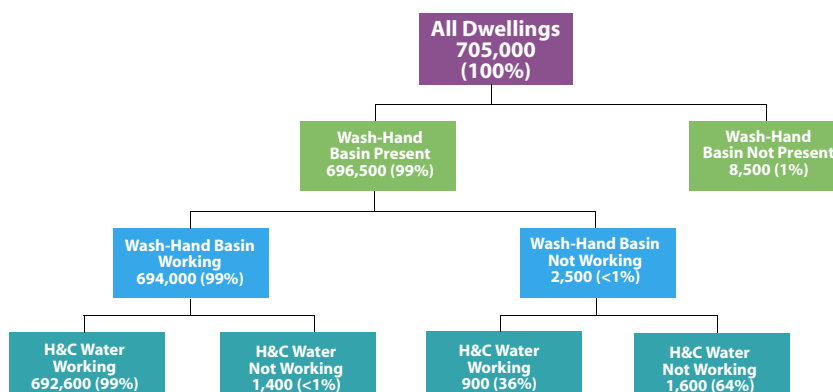 All Dwellings
705,000
(100%)
Wash-Hand
Basin Present
696,500 (99%)
Wash-Hand
Basin Not Present
8,500 (1%)
Wash-Hand Basin
Working
694,000 (99%)
Wash-Hand Basin
Not Working
2,500 (<1%)
H&C Water
Working
692,600 (99%)
H&C Water
Not Working
1,400 (<1%)
H&C Water
Working
900 (36%)
H&C Water
Not Working
1,600 (64%)